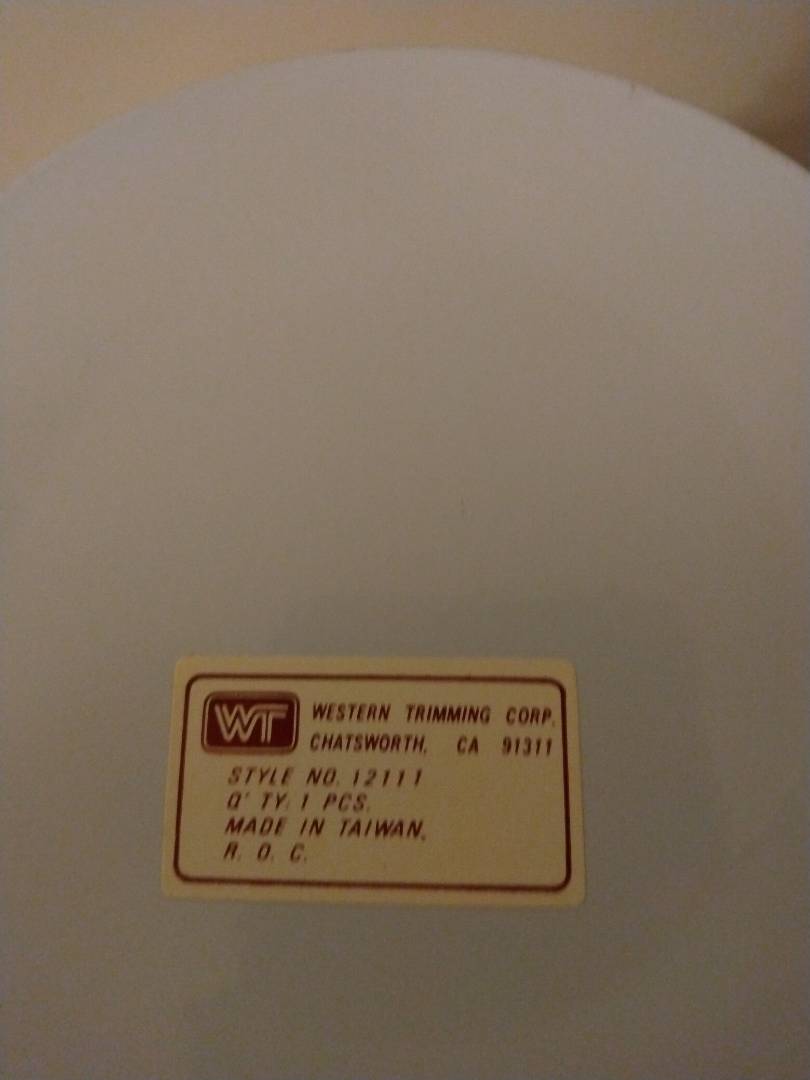 WT
WESTERN TRIMMING CORP.
CHATSWORTH, CA 91311
STYLE NO. 12111
Q' TY. 1 PCS.
MADE IN TAIWAN,
R. O. C.